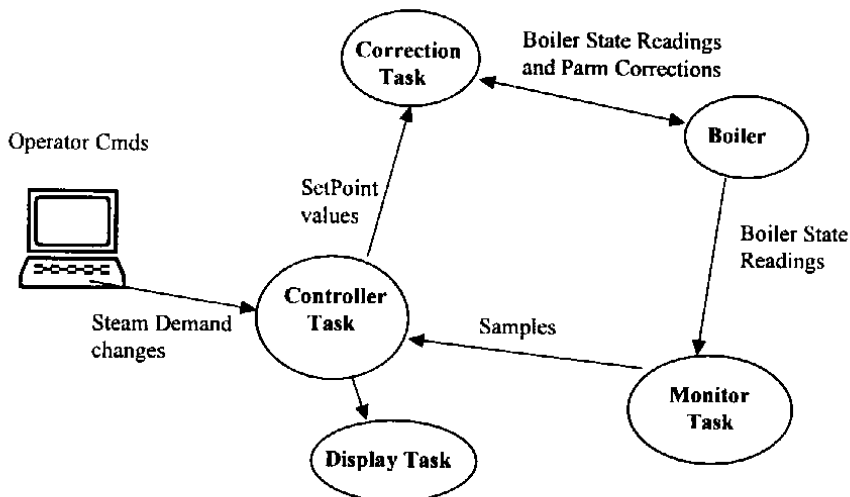 Correction
Task
Boiler State Readings
and Parm Corrections
Boiler
Operator Cmds
SetPoint
values
Boiler State
Readings
Controller
Task
Steam Demand
changes
Samples
Monitor
Task
Display Task